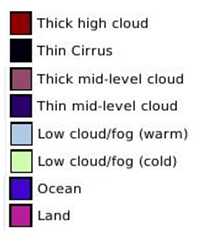 Thick high cloud
Thin Cirrus
Thick mid-level cloud
Thin mid-level cloud
Low cloud/fog (warm)
Low cloud/fog (cold)
Ocean
Land